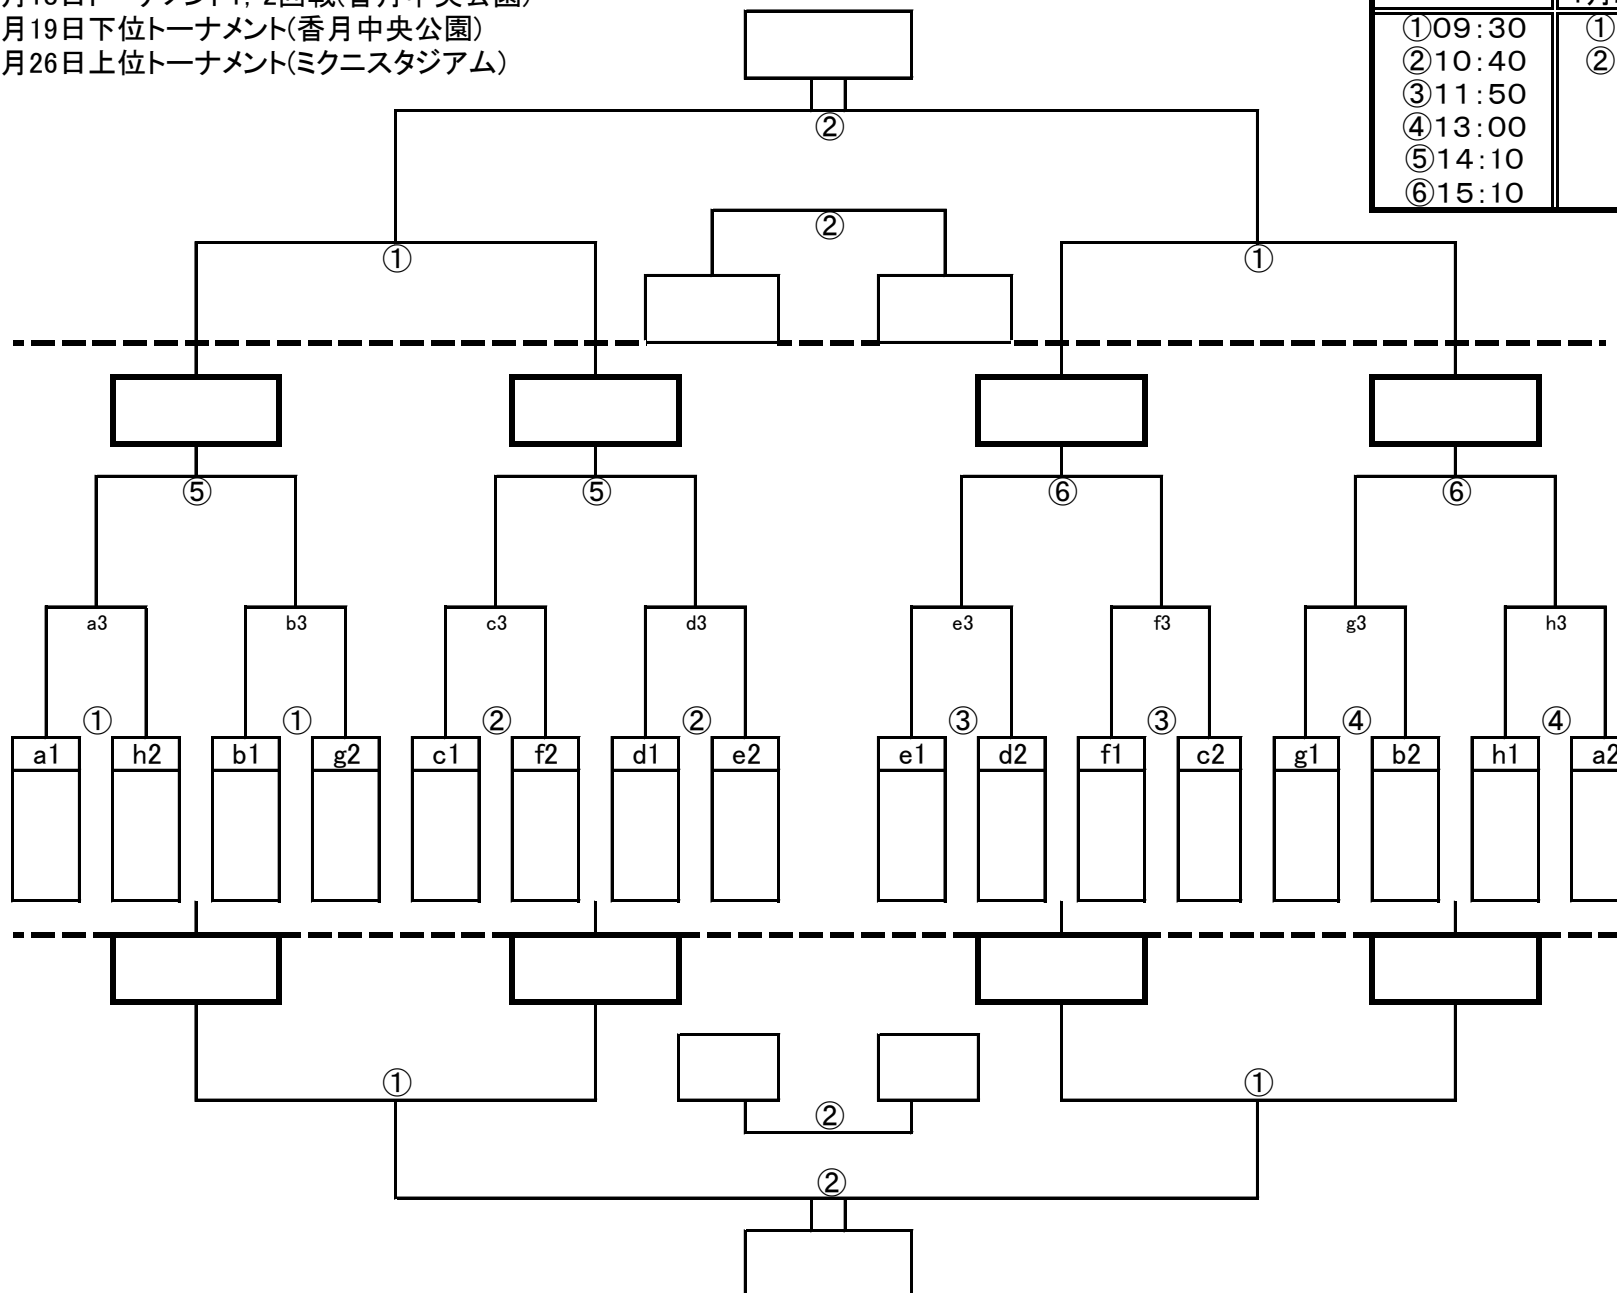 月19日下位トーナメント(香月中央公園)
月26日上位トーナメント(ミクニスタジアム)
①09:30 ①
②10:40 ②
③11:50
④13:00
⑤14:10
⑥15:10
②
②
① ①
⑤ ⑤ ⑥ ⑥
a3 b3 c3 d3 e3 f3 g3 h3
① ① ② ② ③ ③ ④ ④
a1 h2 b1 g2 c1 f2 d1 e2 e1 d2 f1 c2 g1 b2 h1 a2
① ①
②
②